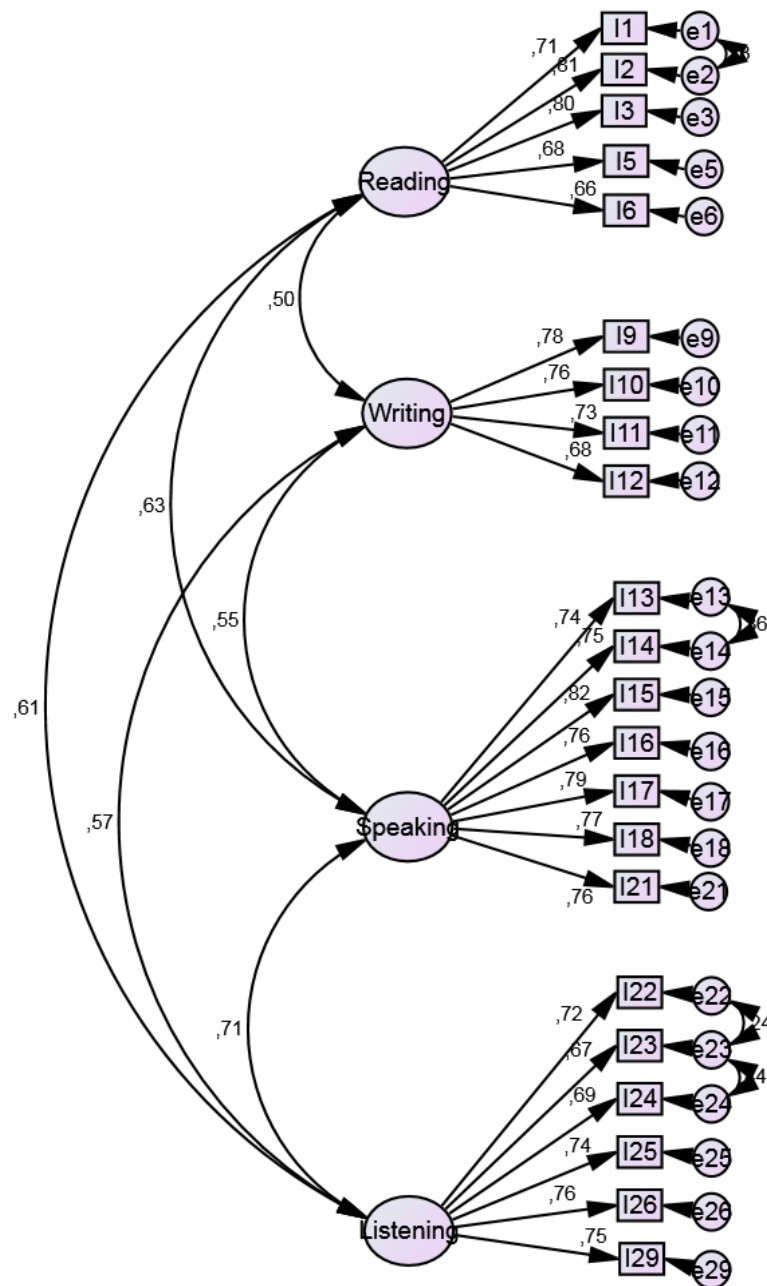 ,71
I1
e1
,81
I2
e2
,80
I3
e3
,68
I5
e5
,66
I6
e6
Reading
,50
,78
I9
e9
,76
I10
e10
,73
I11
e11
,68
I12
e12
Writing
,63
,55
,74
I13
e13
,75
I14
e14
,82
I15
e15
,76
I16
e16
,79
I17
e17
,77
I18
e18
,76
I21
e21
Speaking
,61
,57
,71
,72
I22
e22
,67
I23
e23
,69
I24
e24
,74
I25
e25
,76
I26
e26
,75
I29
e29
Listening